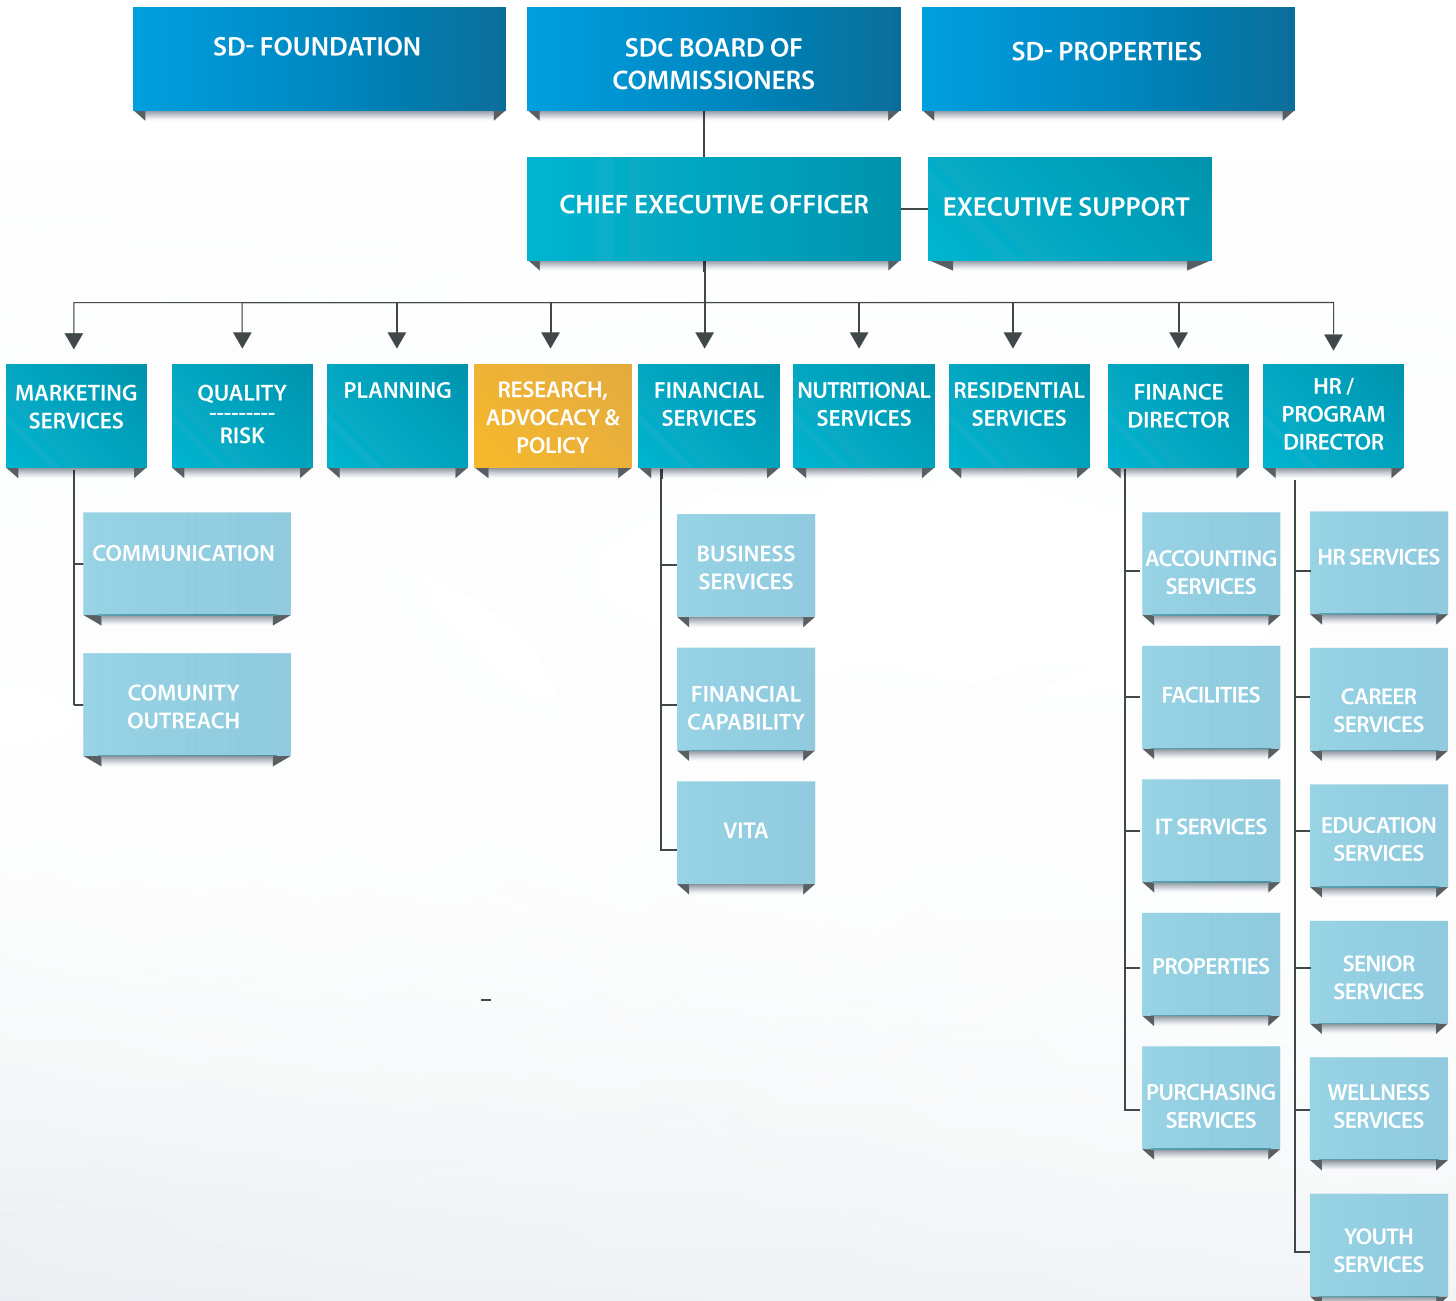 SD- FOUNDATION
SDC BOARD OF
COMMISSIONERS
SD- PROPERTIES
CHIEF EXECUTIVE OFFICER
EXECUTIVE SUPPORT
MARKETING
SERVICES
QUALITY
---------
RISK
PLANNING
RESEARCH,
ADVOCACY &
POLICY
FINANCIAL
SERVICES
NUTRITIONAL
SERVICES
RESIDENTIAL
SERVICES
FINANCE
DIRECTOR
HR /
PROGRAM
DIRECTOR
COMMUNICATION
COMUNITY
OUTREACH
BUSINESS
SERVICES
FINANCIAL
CAPABILITY
VITA
ACCOUNTING
SERVICES
FACILITIES
IT SERVICES
PROPERTIES
PURCHASING
SERVICES
HR SERVICES
CAREER
SERVICES
EDUCATION
SERVICES
SENIOR
SERVICES
WELLNESS
SERVICES
YOUTH
SERVICES